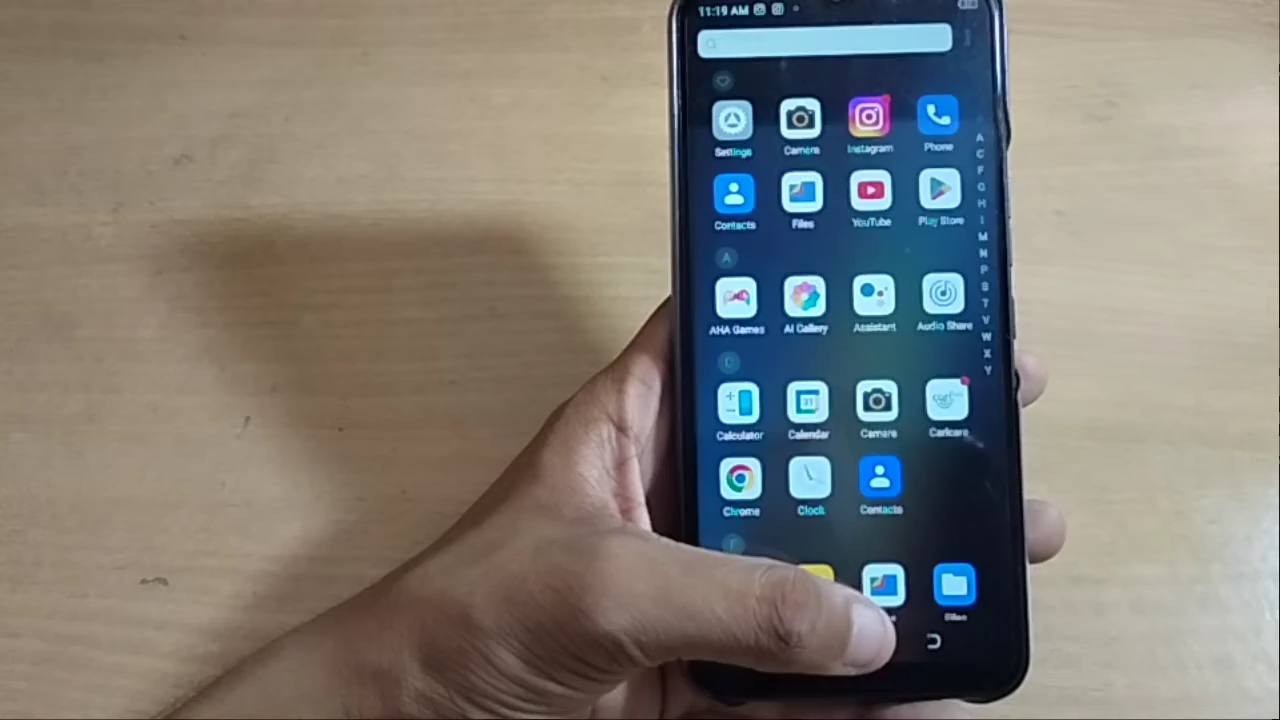 11:19 AM
Settings Camera Instagram Phone
Contacts Files YouTube Play Store
A
AHA Games AI Gallery Assistant Audio Share
C
Calculator Calendar Camera Carlcare
31
Chrome Clock Contacts
F
A
C
F
G
H
I
M
N
P
S
T
V
W
X
Y